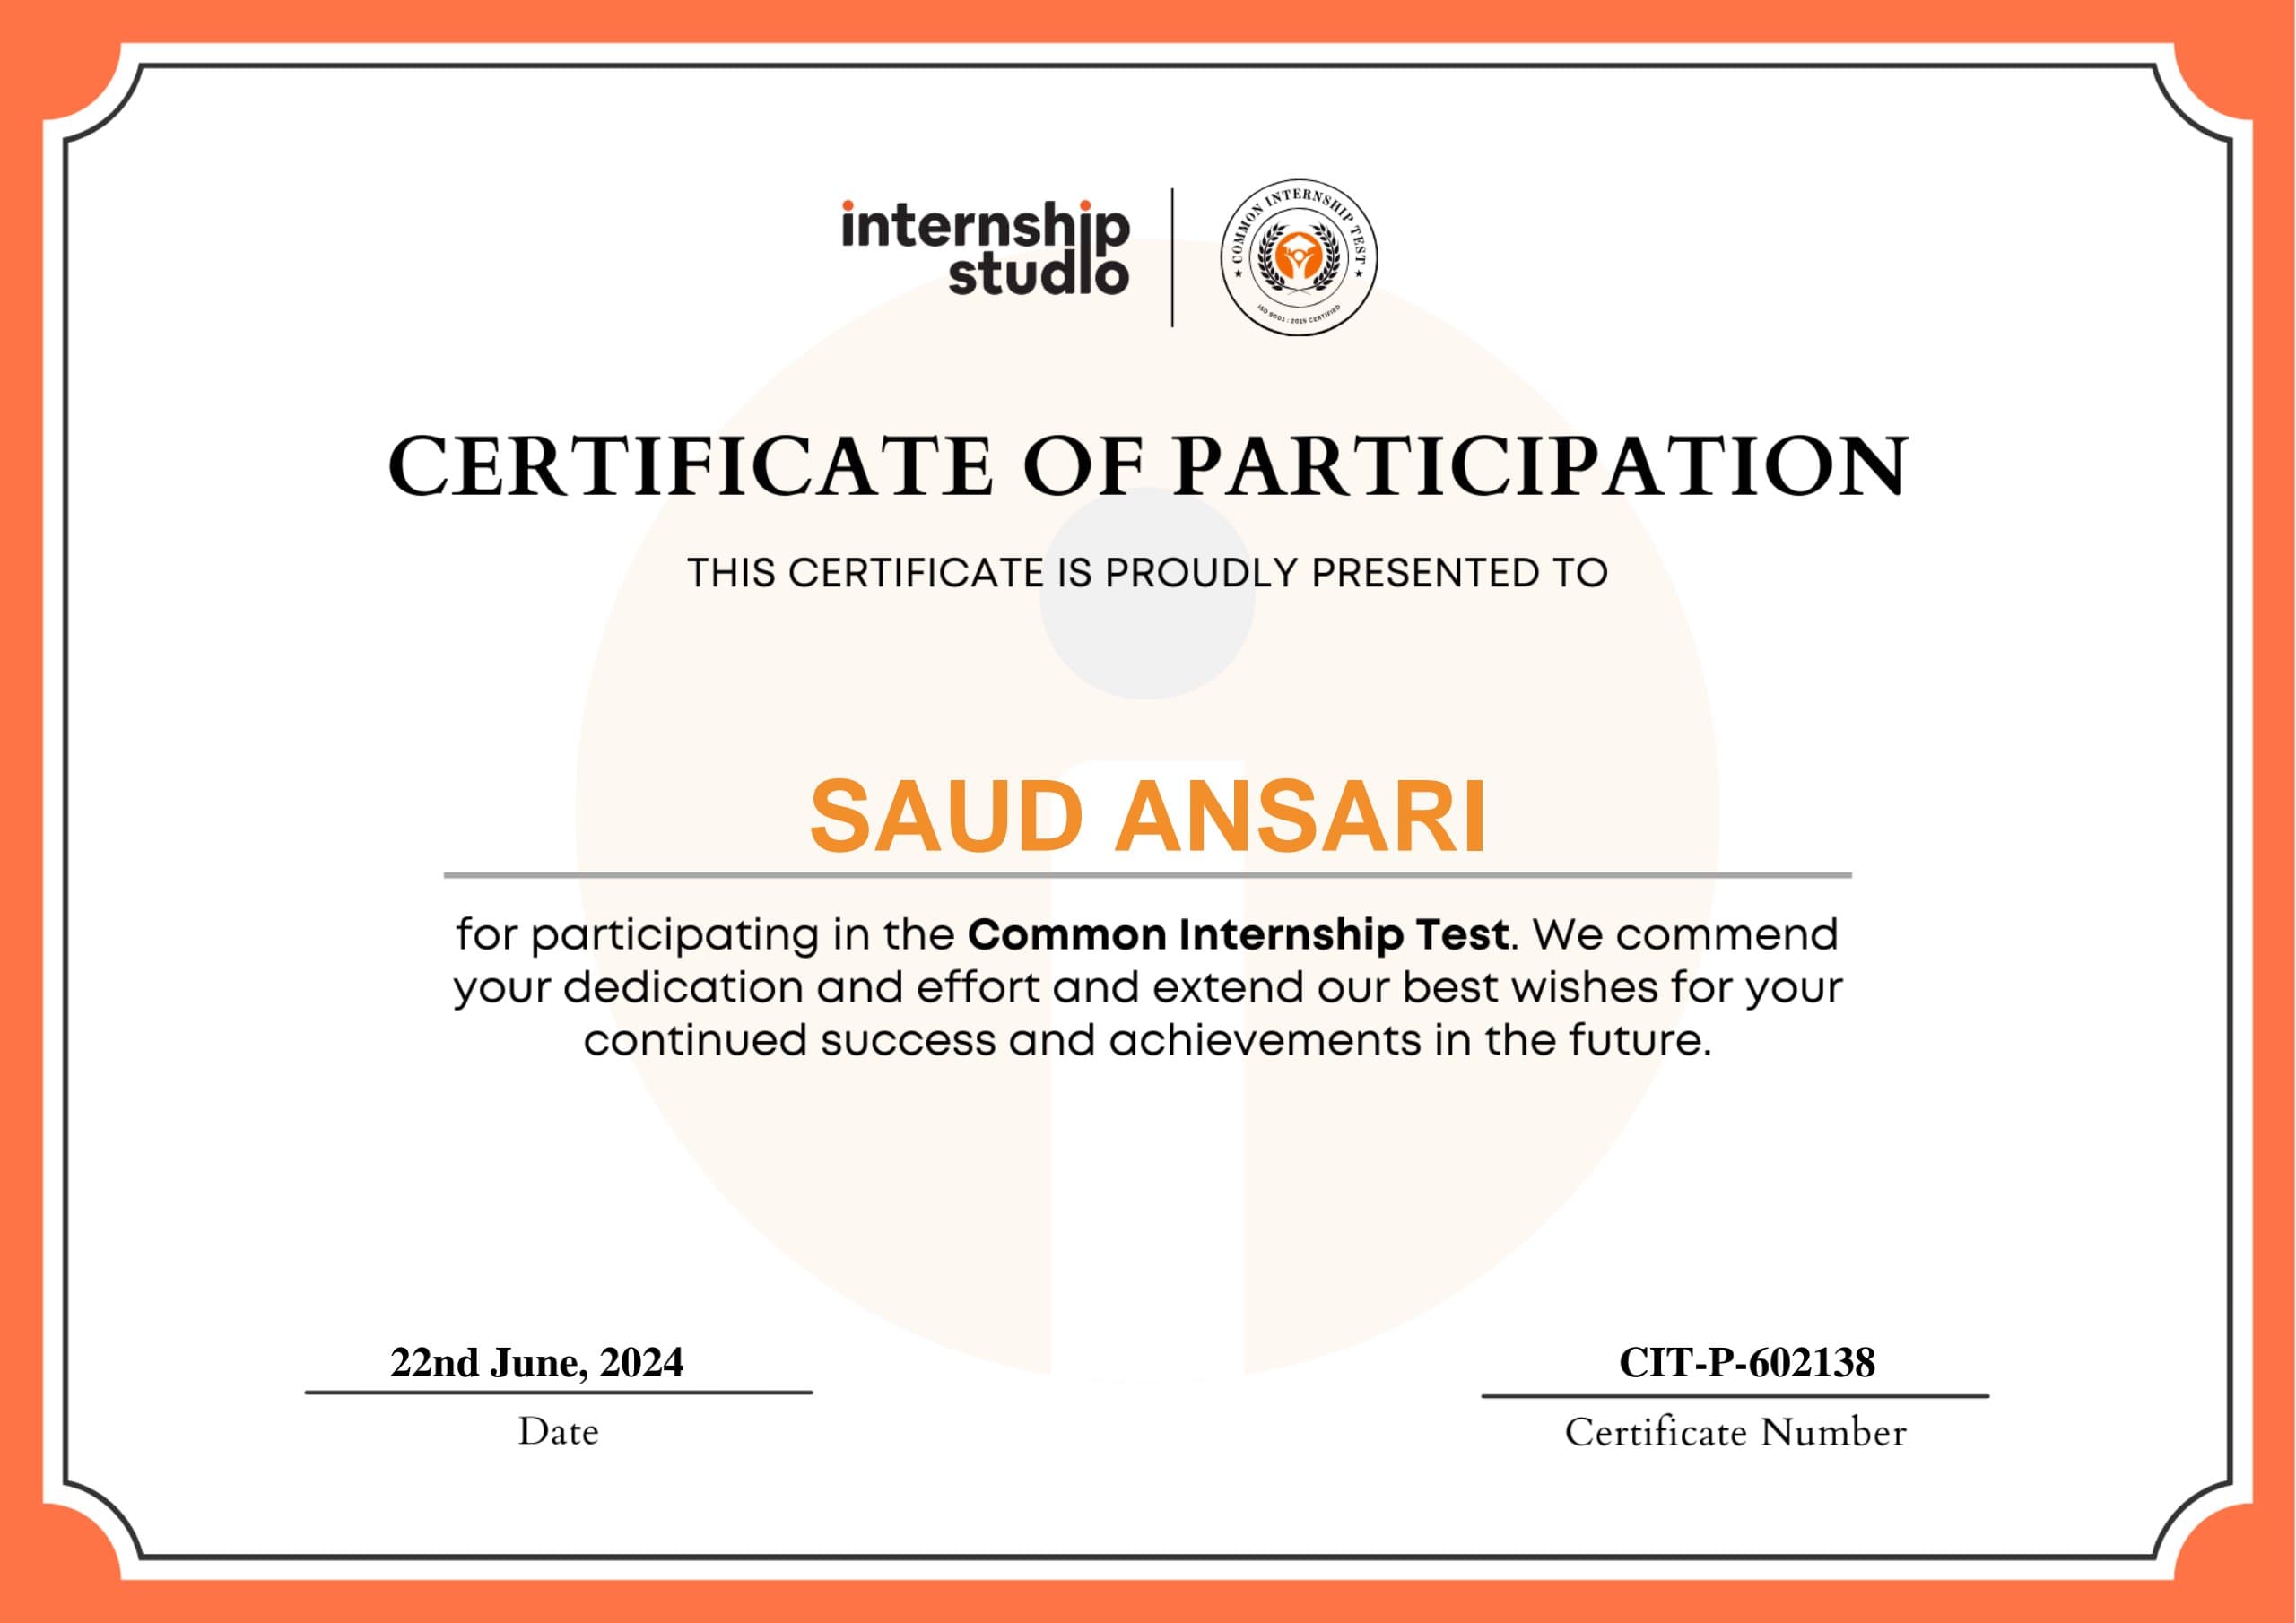 internship
studio
COMMON INTERNSHIP TEST
ISO 9001 : 2015 CERTIFIED
CERTIFICATE OF PARTICIPATION
THIS CERTIFICATE IS PROUDLY PRESENTED TO
SAUD ANSARI
for participating in the Common Internship Test. We commend
your dedication and effort and extend our best wishes for your
continued success and achievements in the future.
22nd June, 2024
Date
CIT-P-602138
Certificate Number